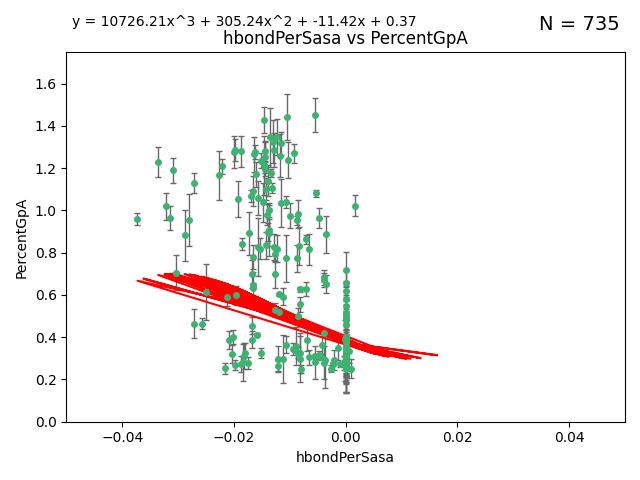 y = 10726.21x^3 + 305.24x^2 + -11.42x + 0.37
N = 735
hbondPerSasa vs PercentGpA
PercentGpA
1.6
1.4
1.2
1.0
0.8
0.6
0.4
0.2
0.0
−0.04
−0.02
0.00
0.02
0.04
hbondPerSasa